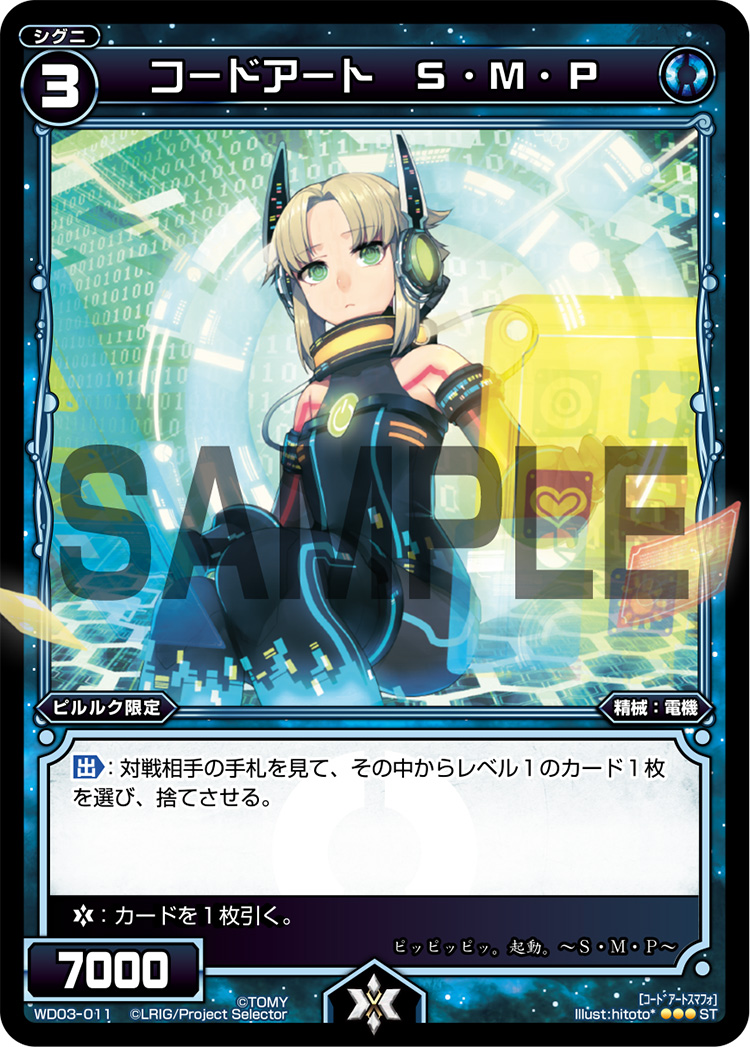 シグニ
3
コードアート S・M・P
SAMPLE
ピルルク限定
精械：電機
出：対戦相手の手札を見て、その中からレベル１のカード１枚
を選び、捨てさせる。
：カードを１枚引く。
ピッピッピッ。起動。～S・M・P～
7000
©TOMY
WD03-011 ©LRIG/Project Selector
[ｺｰﾄﾞｱｰﾄｽﾏﾌｫ]
Illust:hitoto* ST